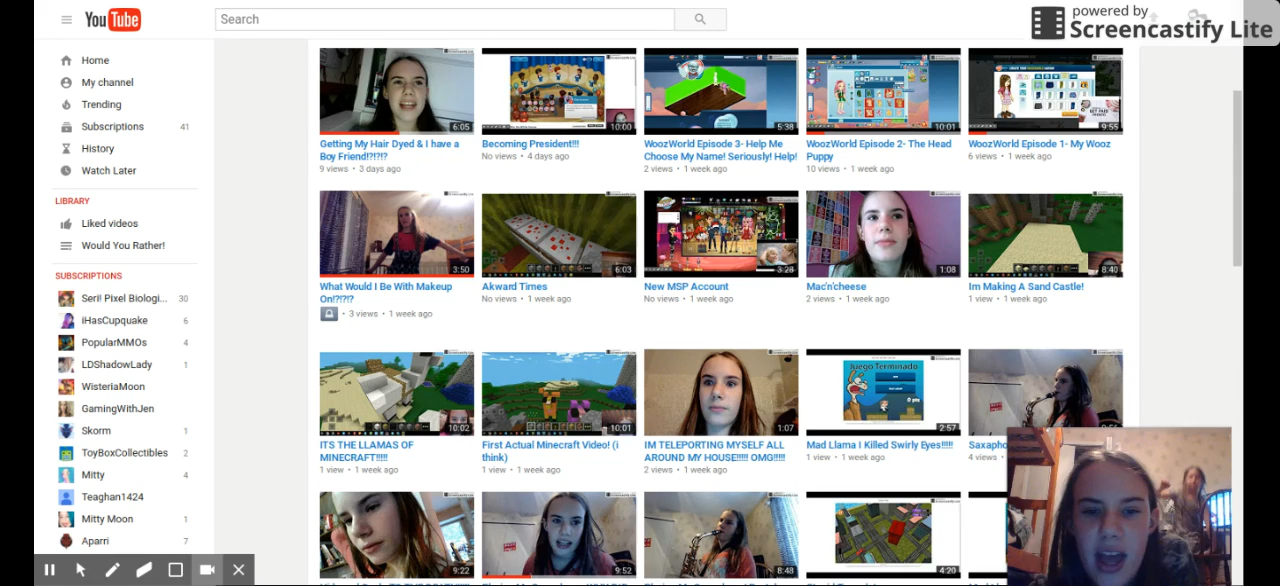 YouTube
Search
powered by
Screencastify Lite
Home
My channel
Trending
Subscriptions 41
History
Watch Later
LIBRARY
Liked videos
Would You Rather!
SUBSCRIPTIONS
Seri! Pixel Biologi... 30
iHasCupquake 6
PopularMMOs 4
LDShadowLady 1
WisteriaMoon
GamingWithJen
Skorm 1
ToyBoxCollectibles 2
Mitty 4
Teaghan1424
Mitty Moon 1
Aparri 7
6:05
Getting My Hair Dyed & I have a
Boy Friend!?!?!?
9 views • 3 days ago
10:00
Becoming President!!!
No views • 4 days ago
5:38
WoozWorld Episode 3- Help Me
Choose My Name! Seriously! Help!
2 views • 1 week ago
10:01
WoozWorld Episode 2- The Head
Puppy
10 views • 1 week ago
9:55
WoozWorld Episode 1- My Wooz
6 views • 1 week ago
3:50
What Would I Be With Makeup
On!?!?!?
• 3 views • 1 week ago
6:03
Akward Times
No views • 1 week ago
3:28
New MSP Account
No views • 1 week ago
1:08
Mac'n'cheese
2 views • 1 week ago
8:40
Im Making A Sand Castle!
1 view • 1 week ago
10:02
ITS THE LLAMAS OF
MINECRAFT!!!!!
1 view • 1 week ago
10:01
First Actual Minecraft Video! (i
think)
1 view • 1 week ago
1:07
IM TELEPORTING MYSELF ALL
AROUND MY HOUSE!!!!! OMG!!!!!
2 views • 1 week ago
Juego Terminado
0 pts
2:57
Mad Llama I Killed Swirly Eyes!!!!!
1 view • 1 week ago
Saxapho
4 views •
9:22
9:52
8:48
4:20